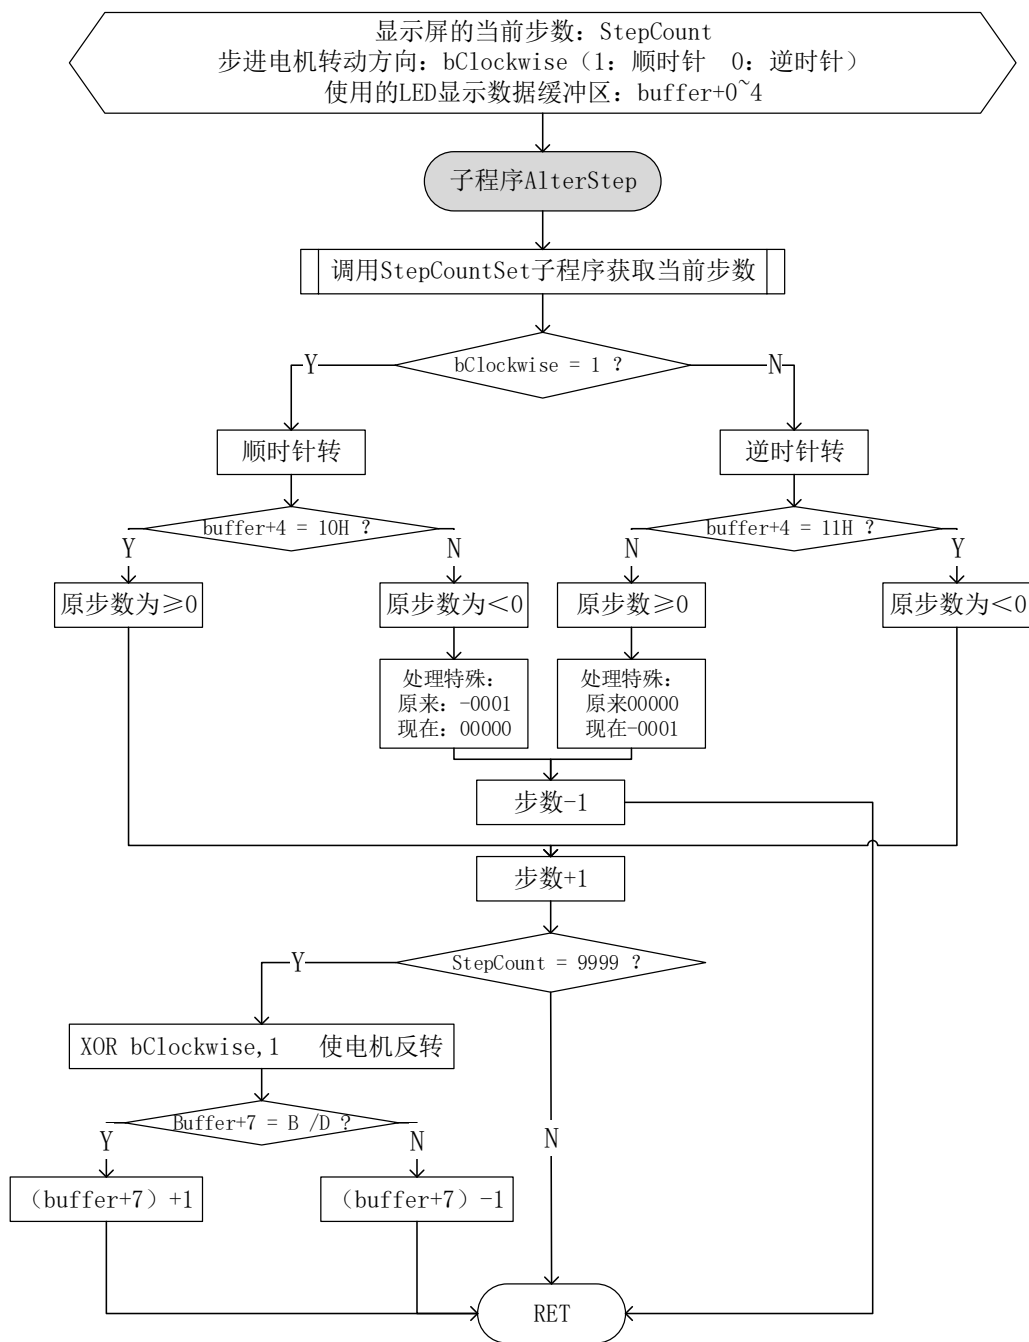 显示屏的当前步数：StepCount
步进电机转动方向：bClockwise（1：顺时针 0：逆时针）
使用的LED显示数据缓冲区：buffer+0~4
子程序AlterStep
调用StepCountSet子程序获取当前步数
bClockwise = 1 ？
Y
N
顺时针转
逆时针转
buffer+4 = 10H ？
buffer+4 = 11H ？
Y
N
N
Y
原步数为≥0
原步数为＜0
原步数≥0
原步数为＜0
处理特殊：
原来：-0001
现在：00000
处理特殊：
原来00000
现在-0001
步数-1
步数+1
StepCount = 9999 ？
Y
N
XOR bClockwise,1 使电机反转
Buffer+7 = B /D ？
Y
N
（buffer+7）+1
（buffer+7）-1
RET